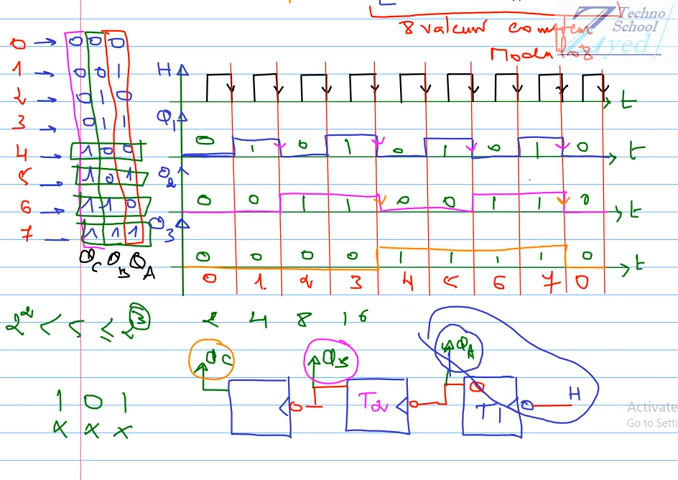 Techno
School
Zayed
8 valeurs compteur
Modulo 8
0 → 0 0 0
1 → 0 0 1
2 → 0 1 0
3 → 0 1 1
4 → 1 0 0
5 → 1 0 1
6 → 1 1 0
7 → 1 1 1
QC QB QA
H t
Q1 0 1 0 1 0 1 0 1 0 t
Q2 0 0 1 1 0 0 1 1 0 t
Q3 0 0 0 0 1 1 1 1 0 t
0 1 2 3 4 5 6 7 0
2² < 5 ≤ 2³
2 4 8 16
QC QB QA
T2 T1 H
1 0 1
x x x
Activate
Go to Setti